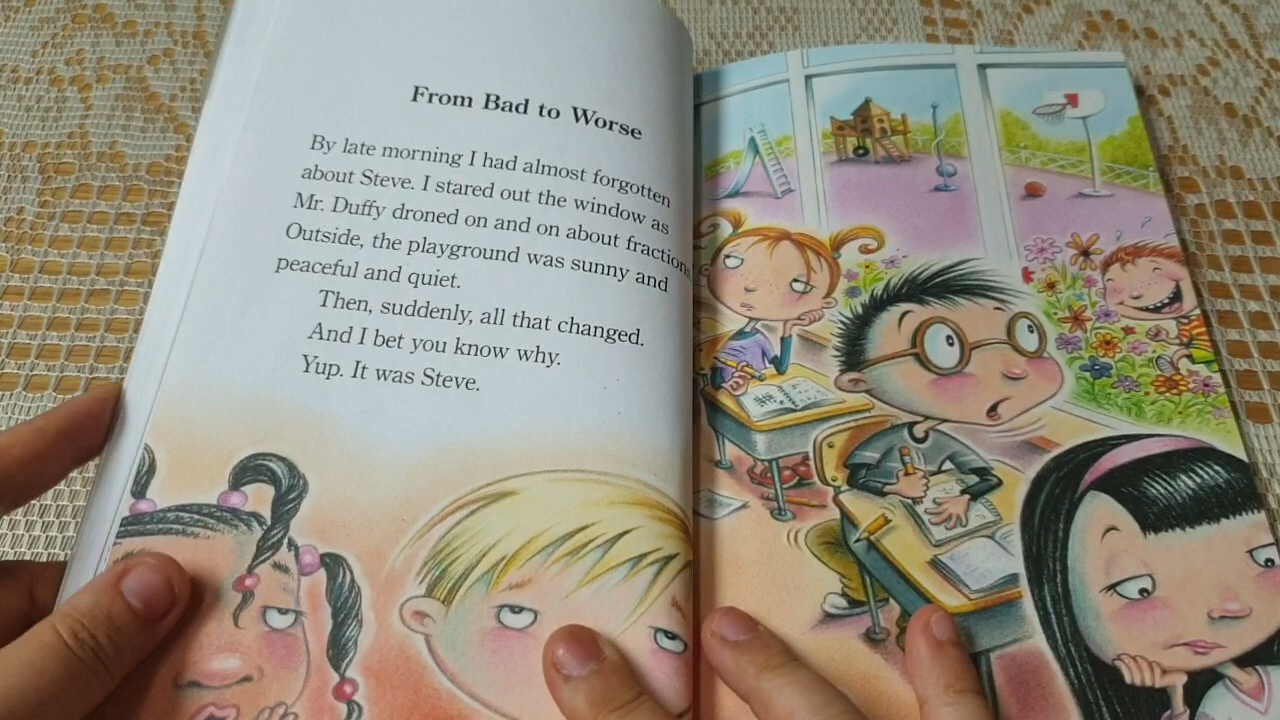 From Bad to Worse
By late morning I had almost forgotten
about Steve. I stared out the window as
Mr. Duffy droned on and on about fractions
Outside, the playground was sunny and
peaceful and quiet.
Then, suddenly, all that changed.
And I bet you know why.
Yup. It was Steve.